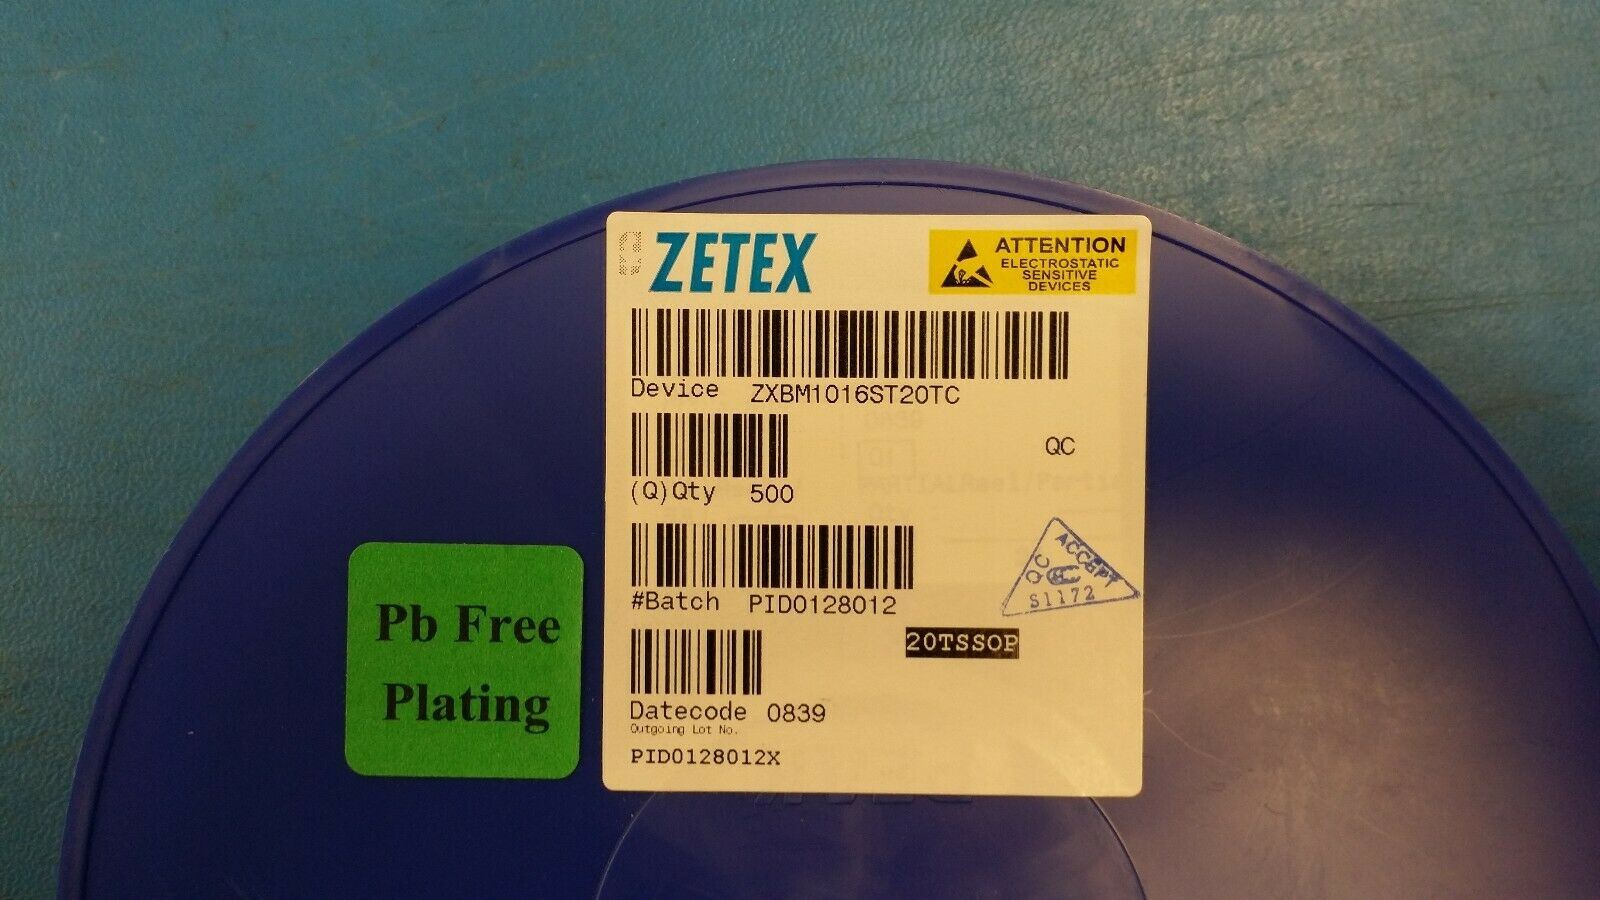 ZETEX
ATTENTION
ELECTROSTATIC
SENSITIVE
DEVICES
Device ZXBM1016ST20TC
QC
(Q)Qty 500
#Batch PID0128012
QC ACCEPT
S1172
20TSSOP
Datecode 0839
Outgoing Lot No.
PID0128012X
Pb Free
Plating